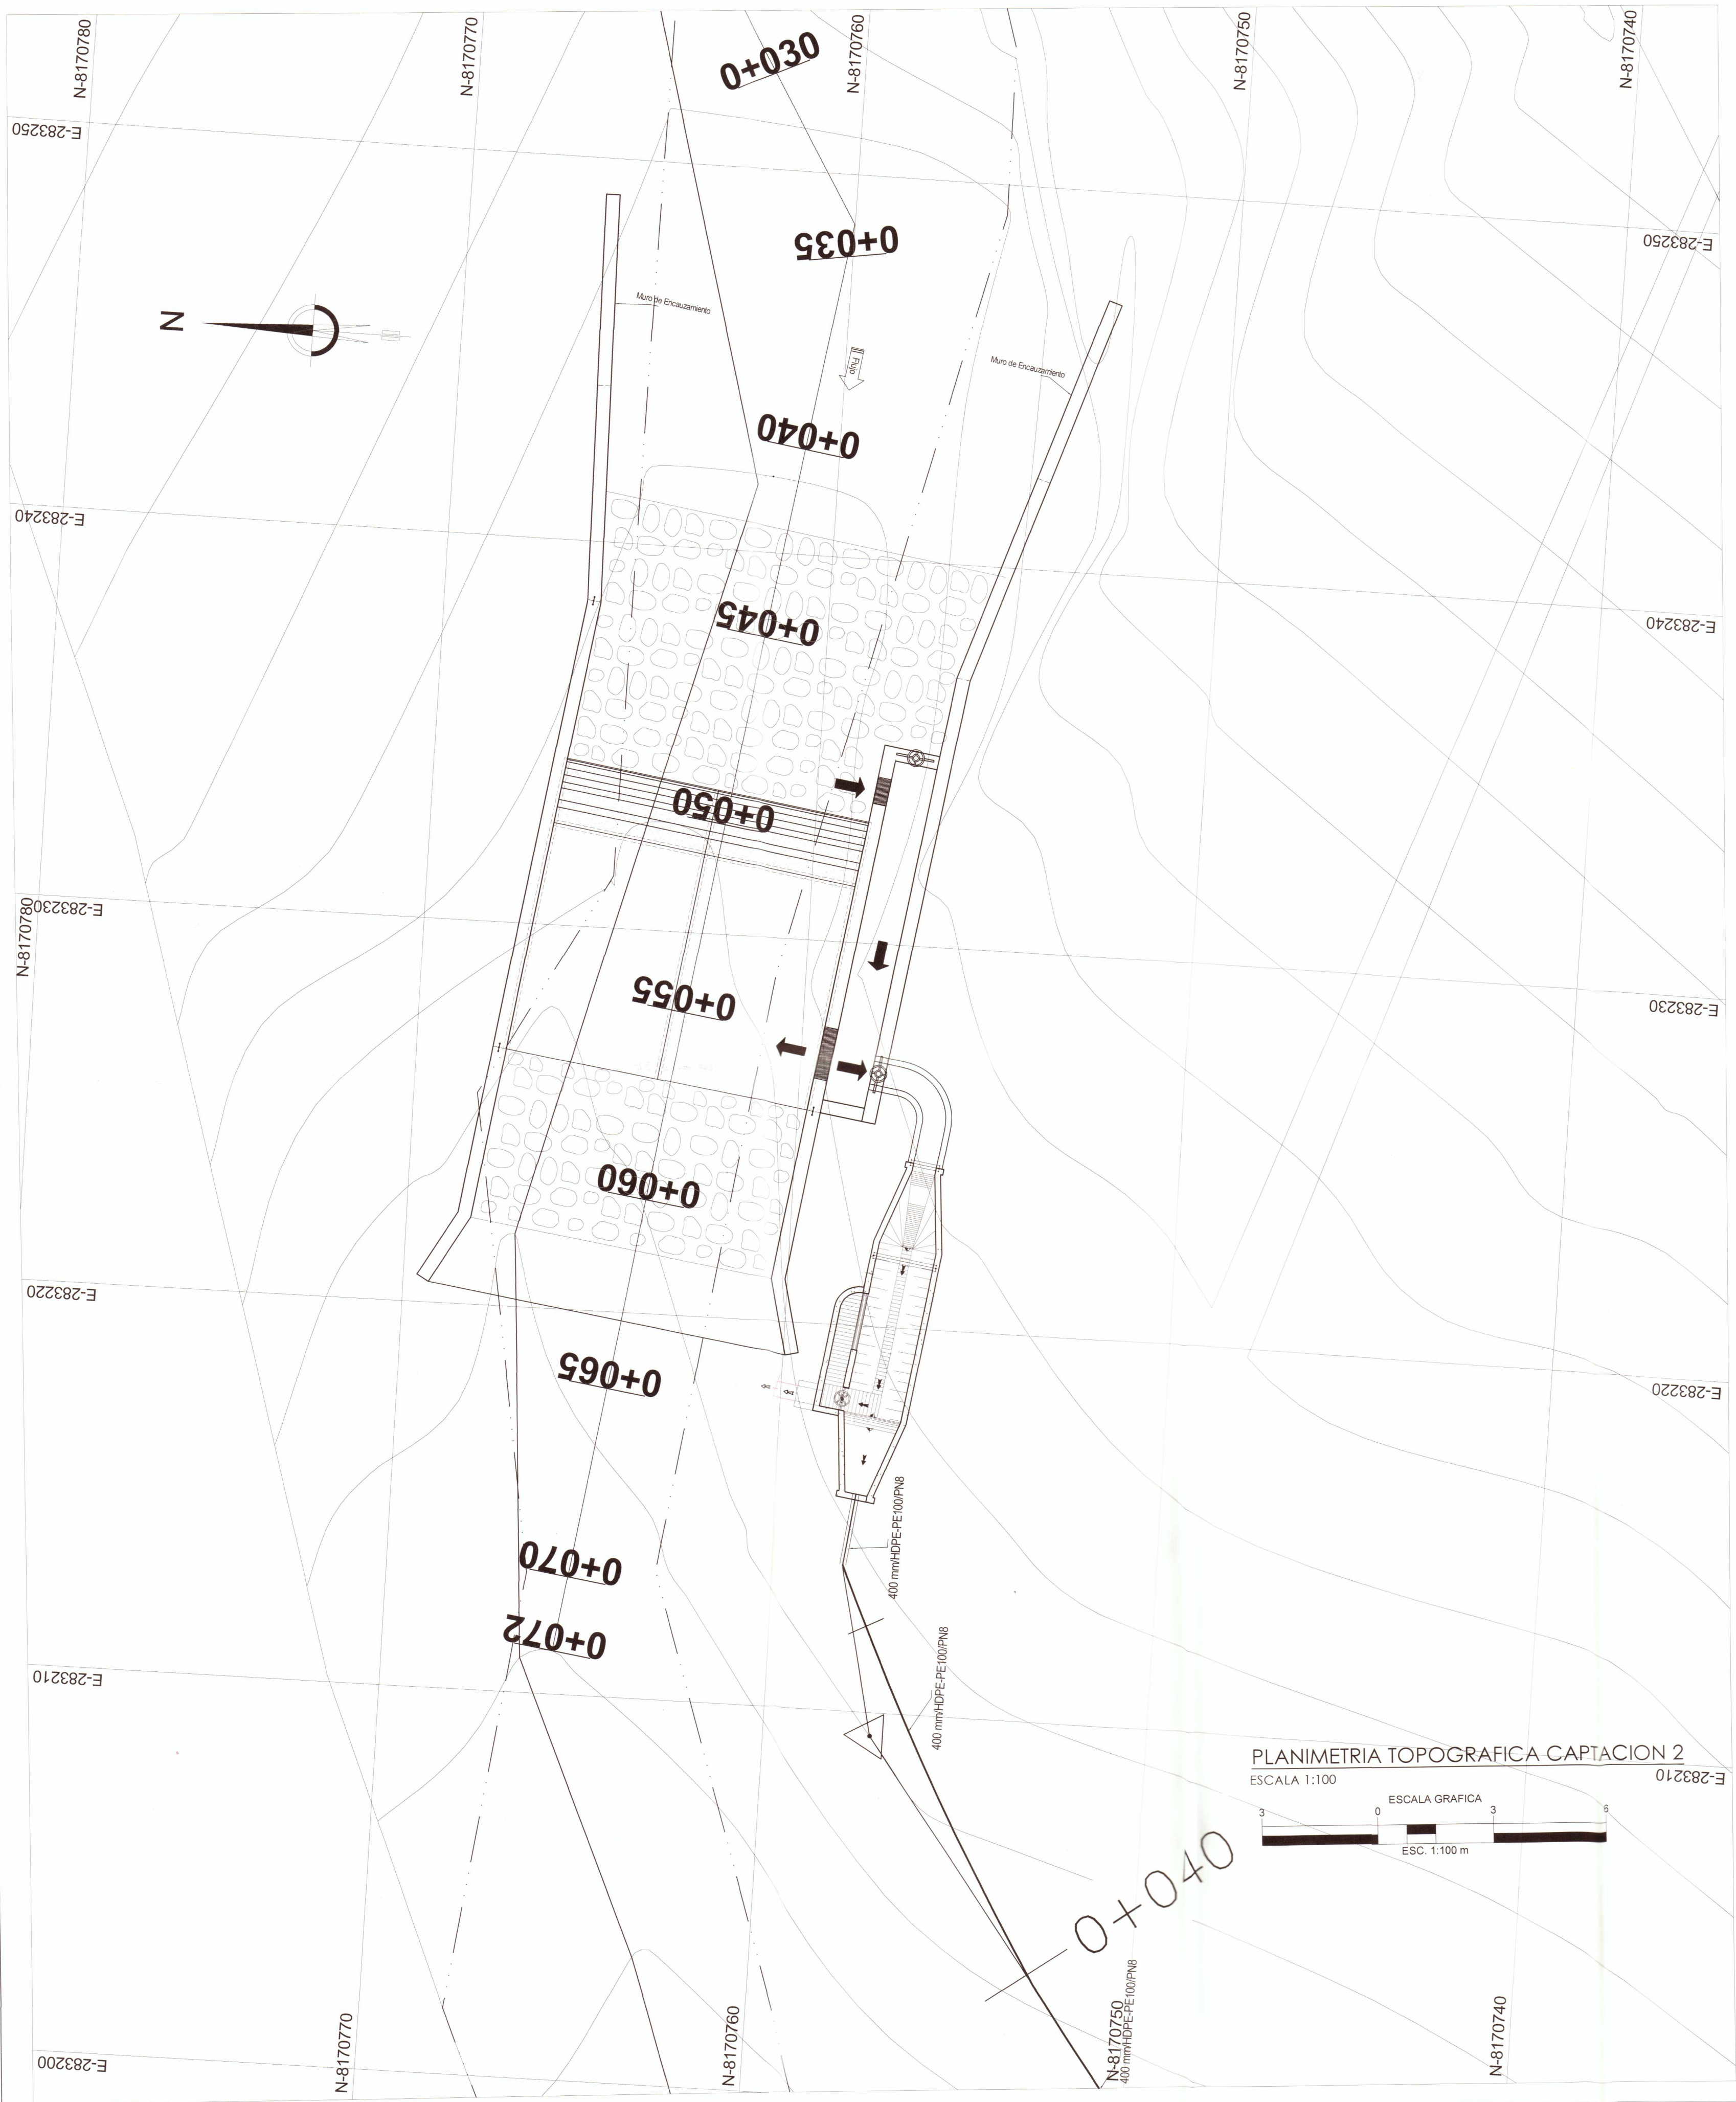 N-8170780
N-8170770
0+030
N-8170760
N-8170750
N-8170740
E-283250
0+035
E-283250
N
Muro de Encauzamiento
Flujo
Muro de Encauzamiento
0+040
E-283240
0+045
E-283240
0+050
N-8170780
E-283230
0+055
E-283230
0+060
E-283220
0+065
E-283220
400 mm/HDPE-PE100/PN8
0+070
0+072
E-283210
400 mm/HDPE-PE100/PN8
PLANIMETRIA TOPOGRAFICA CAPTACION 2
ESCALA 1:100
E-283210
ESCALA GRAFICA
3 0 3 6
ESC. 1:100 m
0+040
E-283200
N-8170770
N-8170760
N-8170750
400 mm/HDPE-PE100/PN8
N-8170740